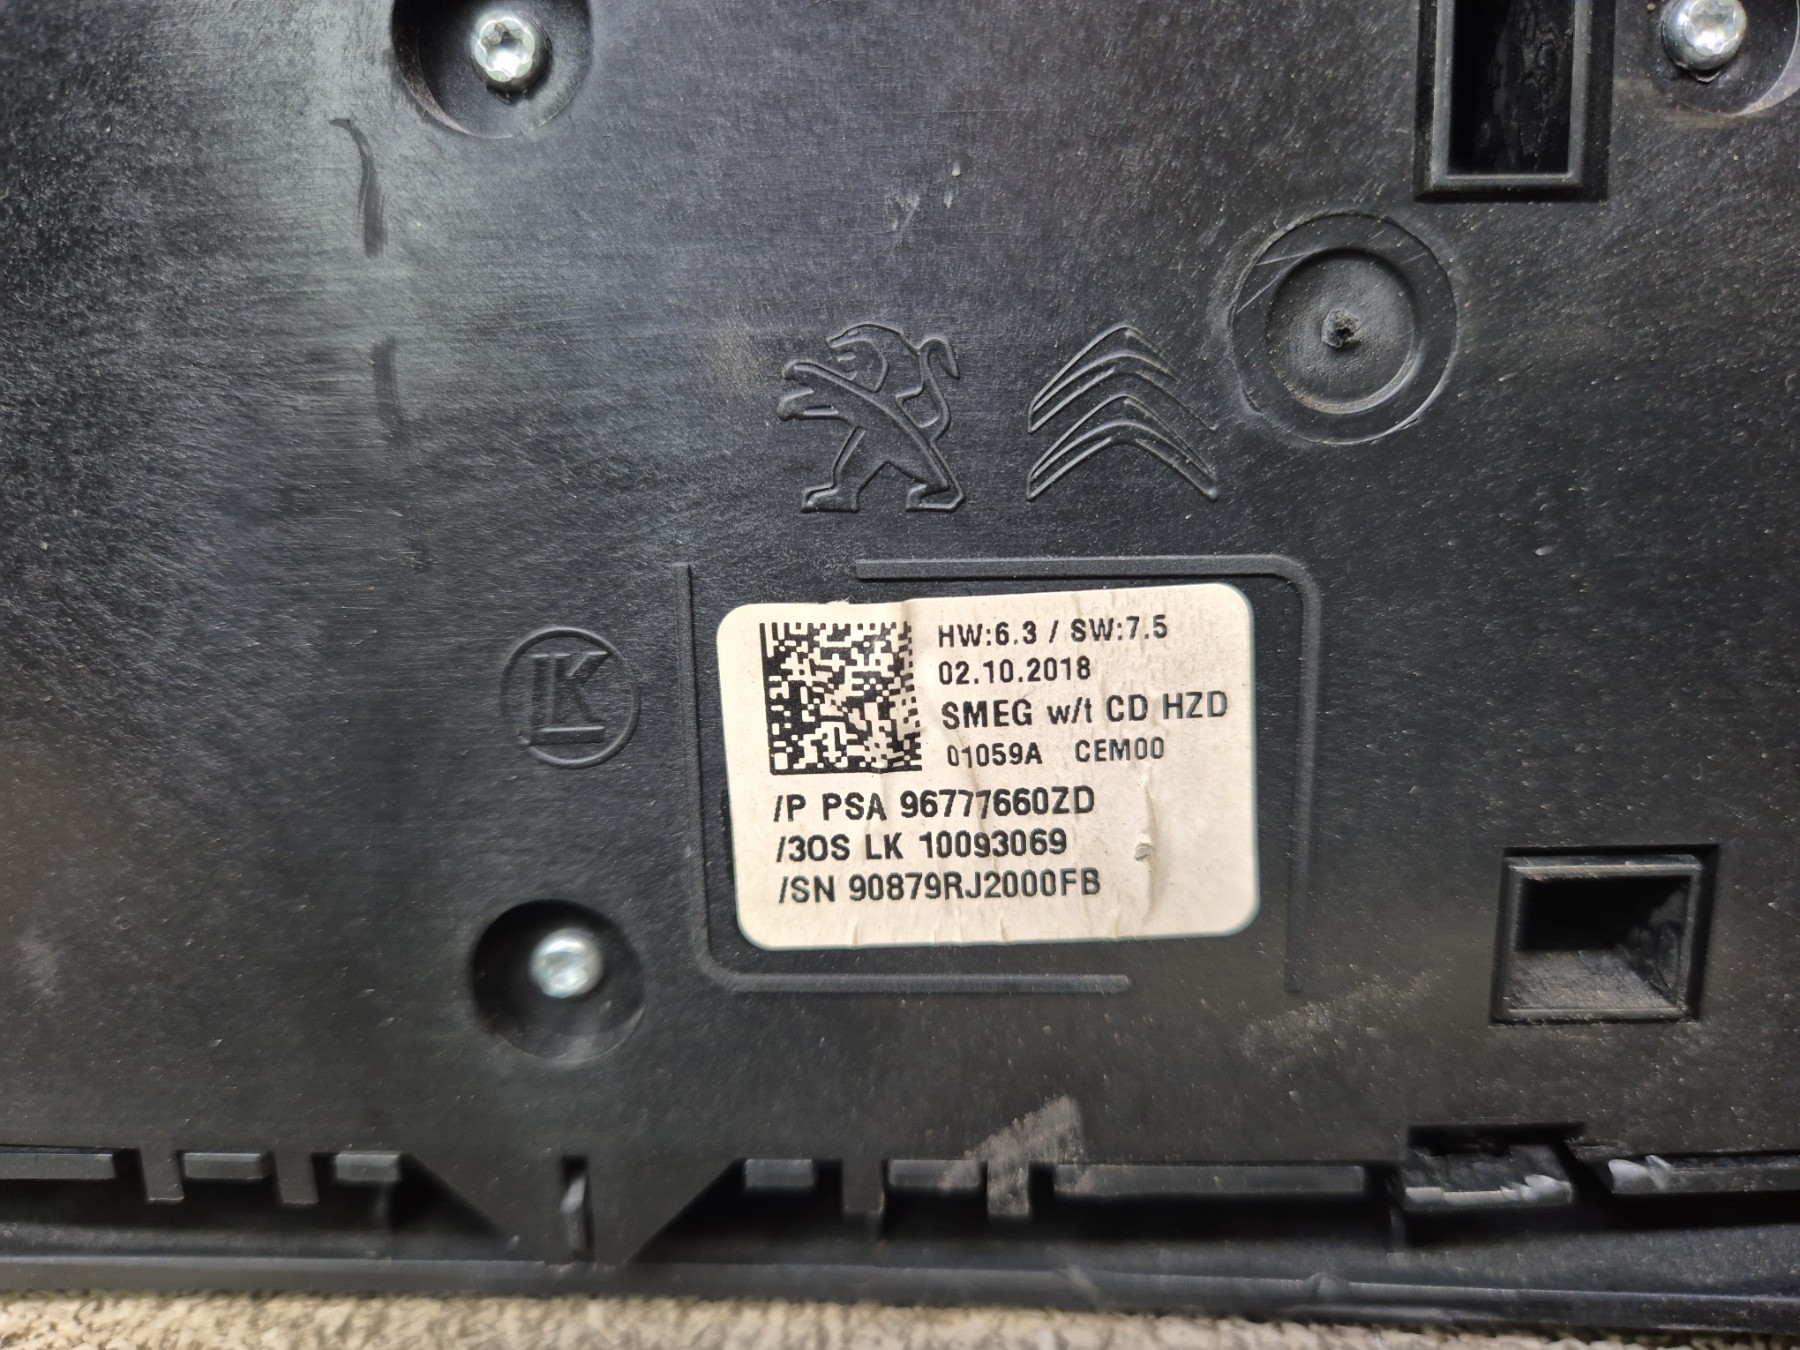 HW:6.3 / SW:7.5
02.10.2018
SMEG w/t CD HZD
01059A CEM00
/P PSA 96777660ZD
/3OS LK 10093069
/SN 90879RJ2000FB
LK